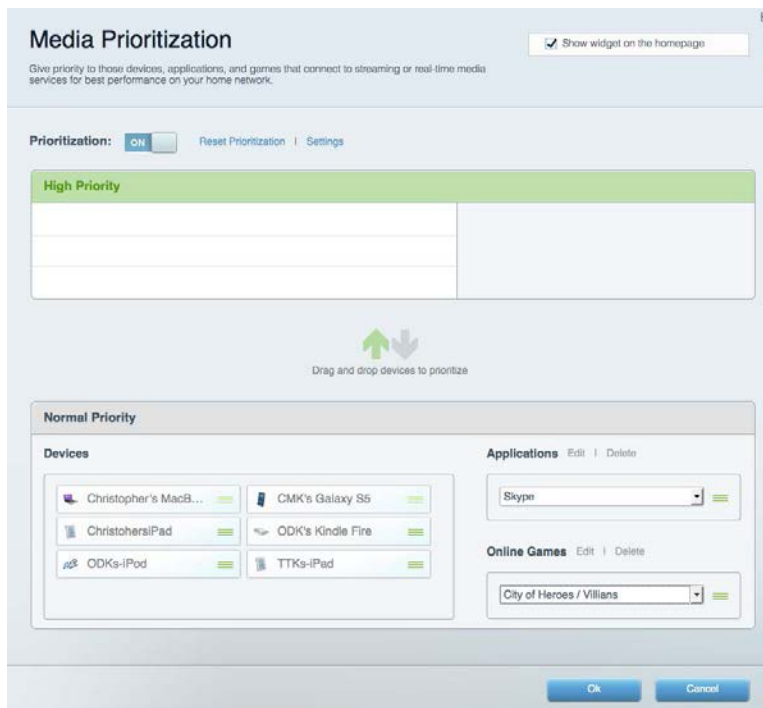 Media Prioritization
Show widget on the homepage
Give priority to those devices, applications, and games that connect to streaming or real-time media
services for best performance on your home network.
Prioritization: ON Reset Prioritization | Settings
High Priority
Drag and drop devices to prioritize
Normal Priority
Devices
Christopher's MacB...
CMK's Galaxy S5
ChristohersiPad
ODK's Kindle Fire
ODKs-iPod
TTKs-iPad
Applications Edit | Delete
Skype
Online Games Edit | Delete
City of Heroes / Villians
Ok
Cancel